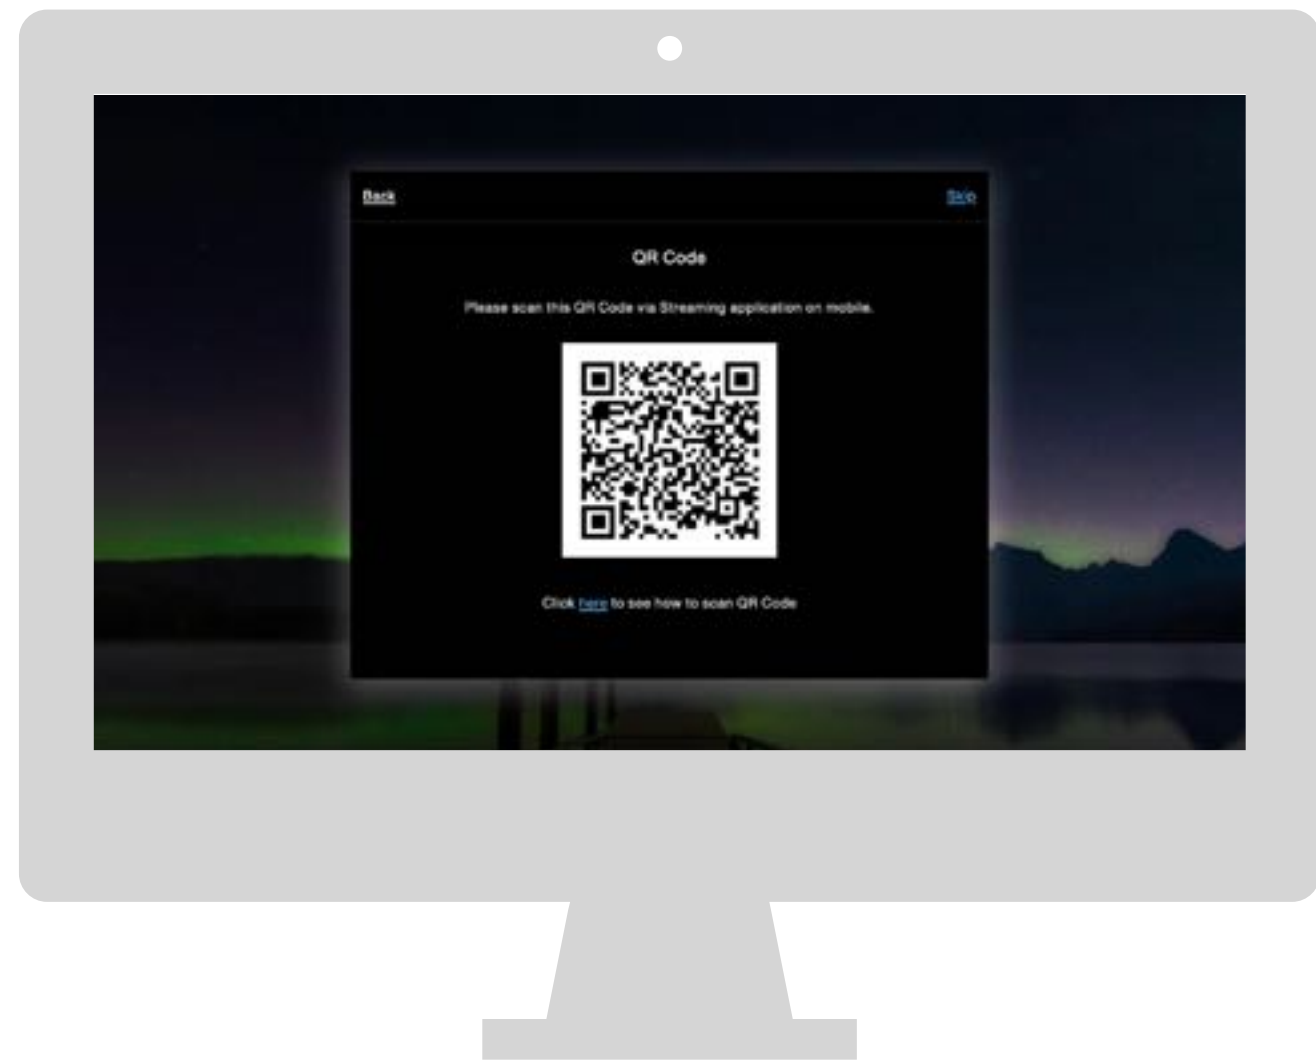 Back
Skip
QR Code
Please scan this QR Code via Streaming application on mobile.
Click here to see how to scan QR Code